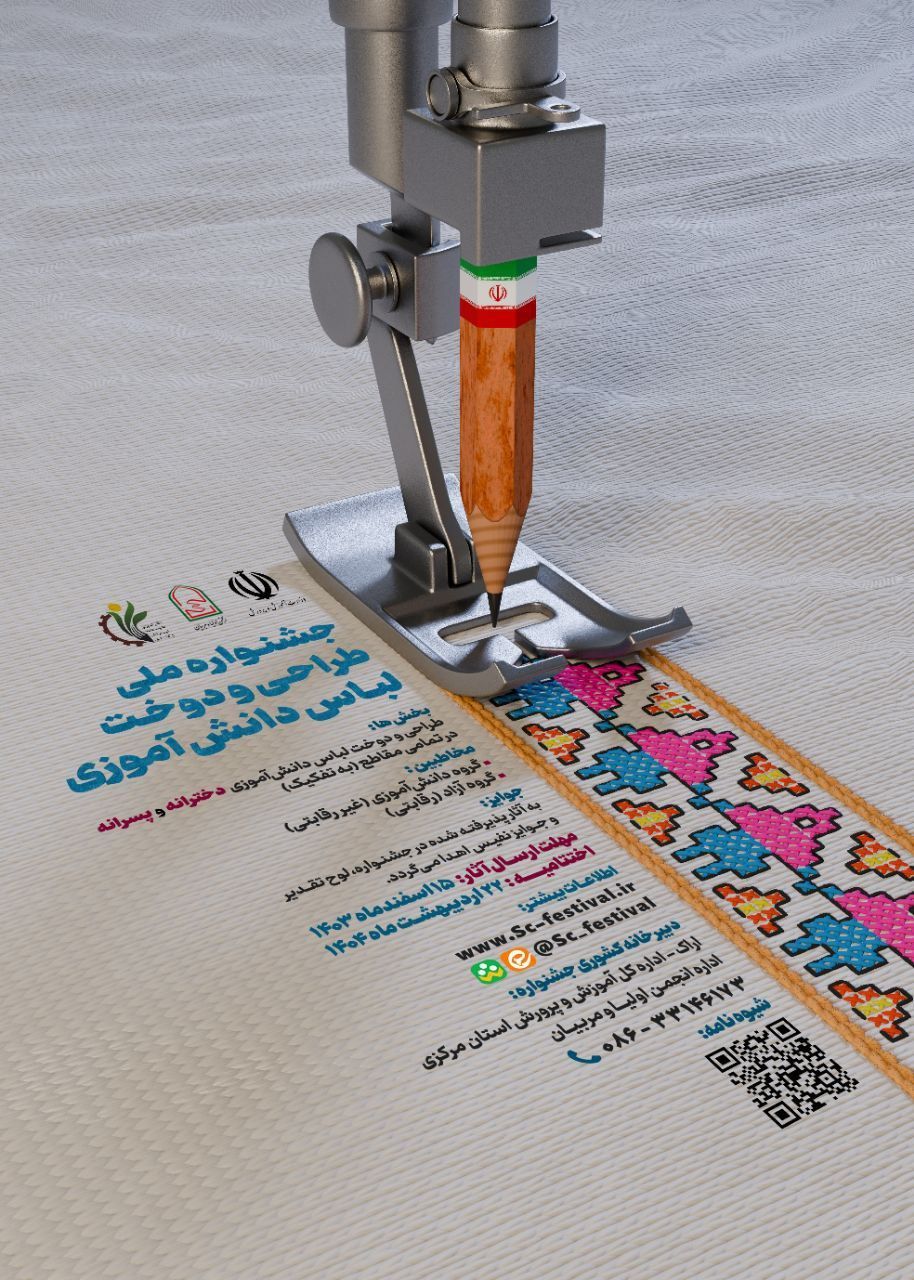 جشنواره ملی
طراحی و دوخت
لباس دانش آموزی
بخش ها:
طراحی و دوخت لباس دانش‌آموزی دخترانه و پسرانه
در تمامی مقاطع (به تفکیک)
مخاطبین:
• گروه دانش‌آموزی (غیر رقابتی)
• گروه آزاد (رقابتی)
جوایز:
به آثار پذیرفته شده در جشنواره، لوح تقدیر
و جوایز نفیس اهدا می‌گردد.
مهلت ارسال آثار: ۱۵ اسفند ماه ۱۴۰۳
اختتامیه: ۲۲ اردیبهشت ماه ۱۴۰۴
اطلاعات بیشتر:
www.Sc-festival.ir
@Sc_festival
دبیرخانه کشوری جشنواره:
اراک - اداره کل آموزش و پرورش استان مرکزی
اداره انجمن اولیا و مربیان
۰۸۶ - ۳۳۱۴۶۱۷۳
شیوه نامه: